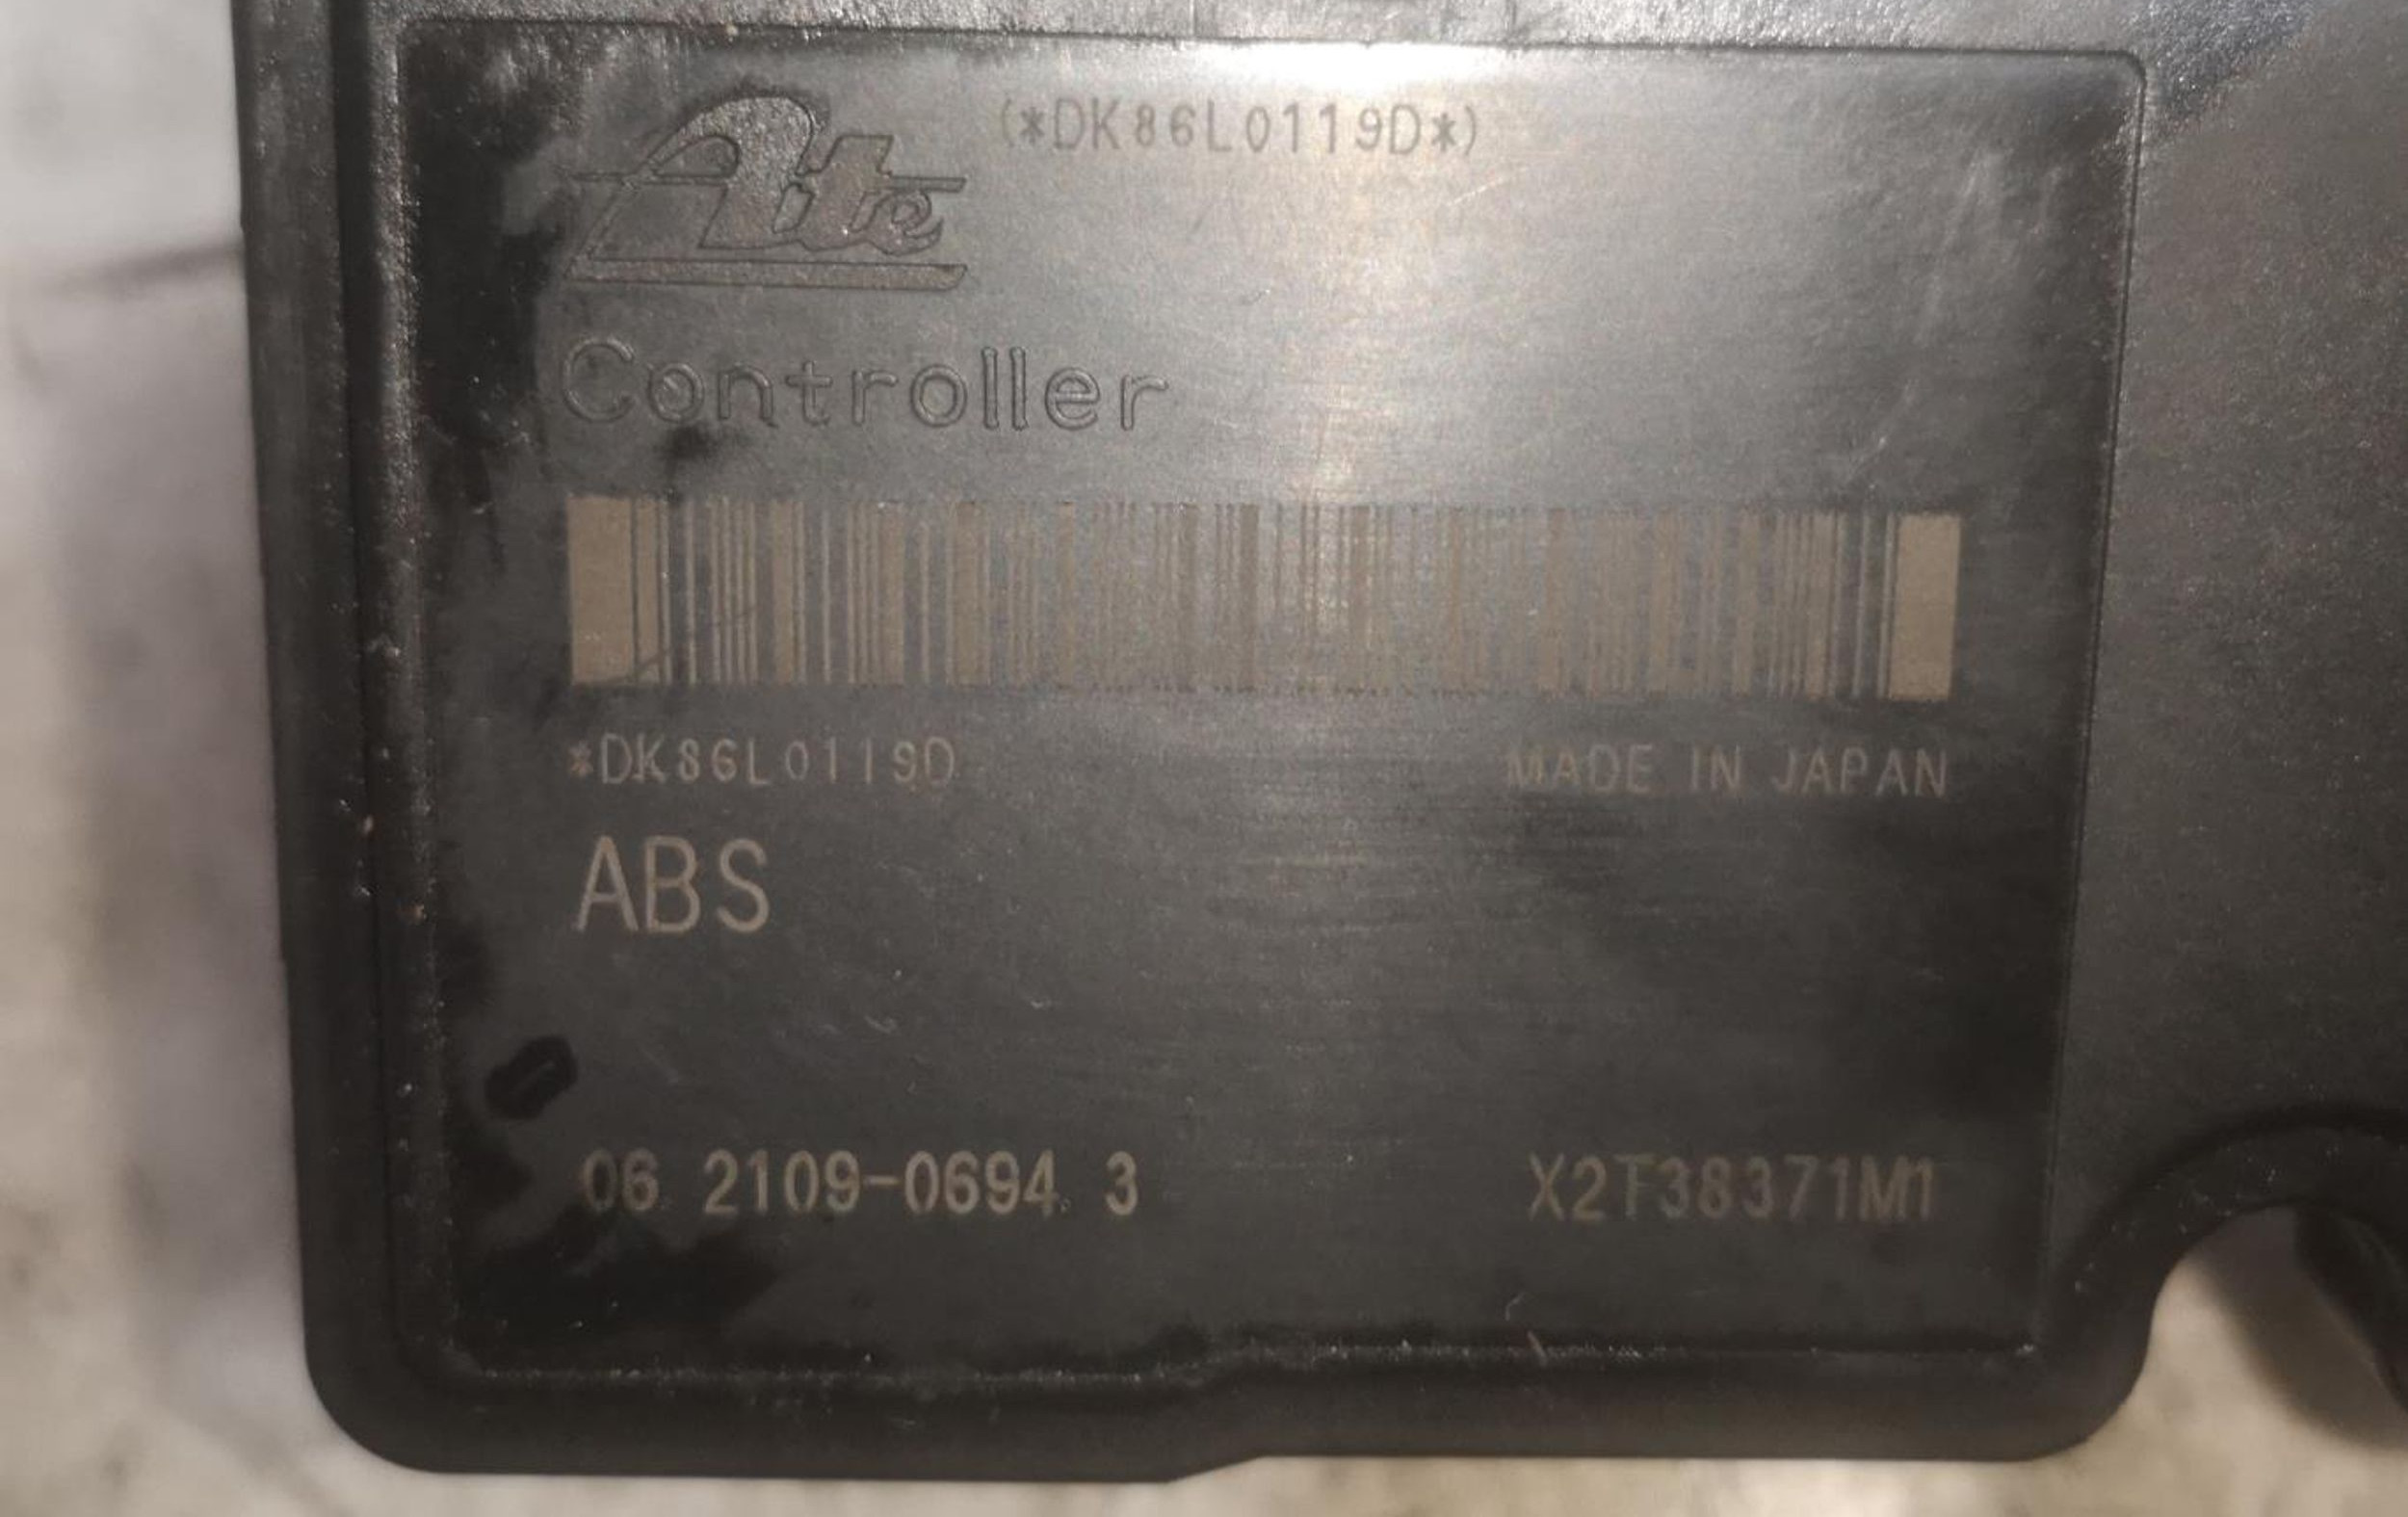 Ate (*DK86L0119D*)
Controller
*DK86L0119D MADE IN JAPAN
ABS
06.2109-0694.3 X2T38371M1